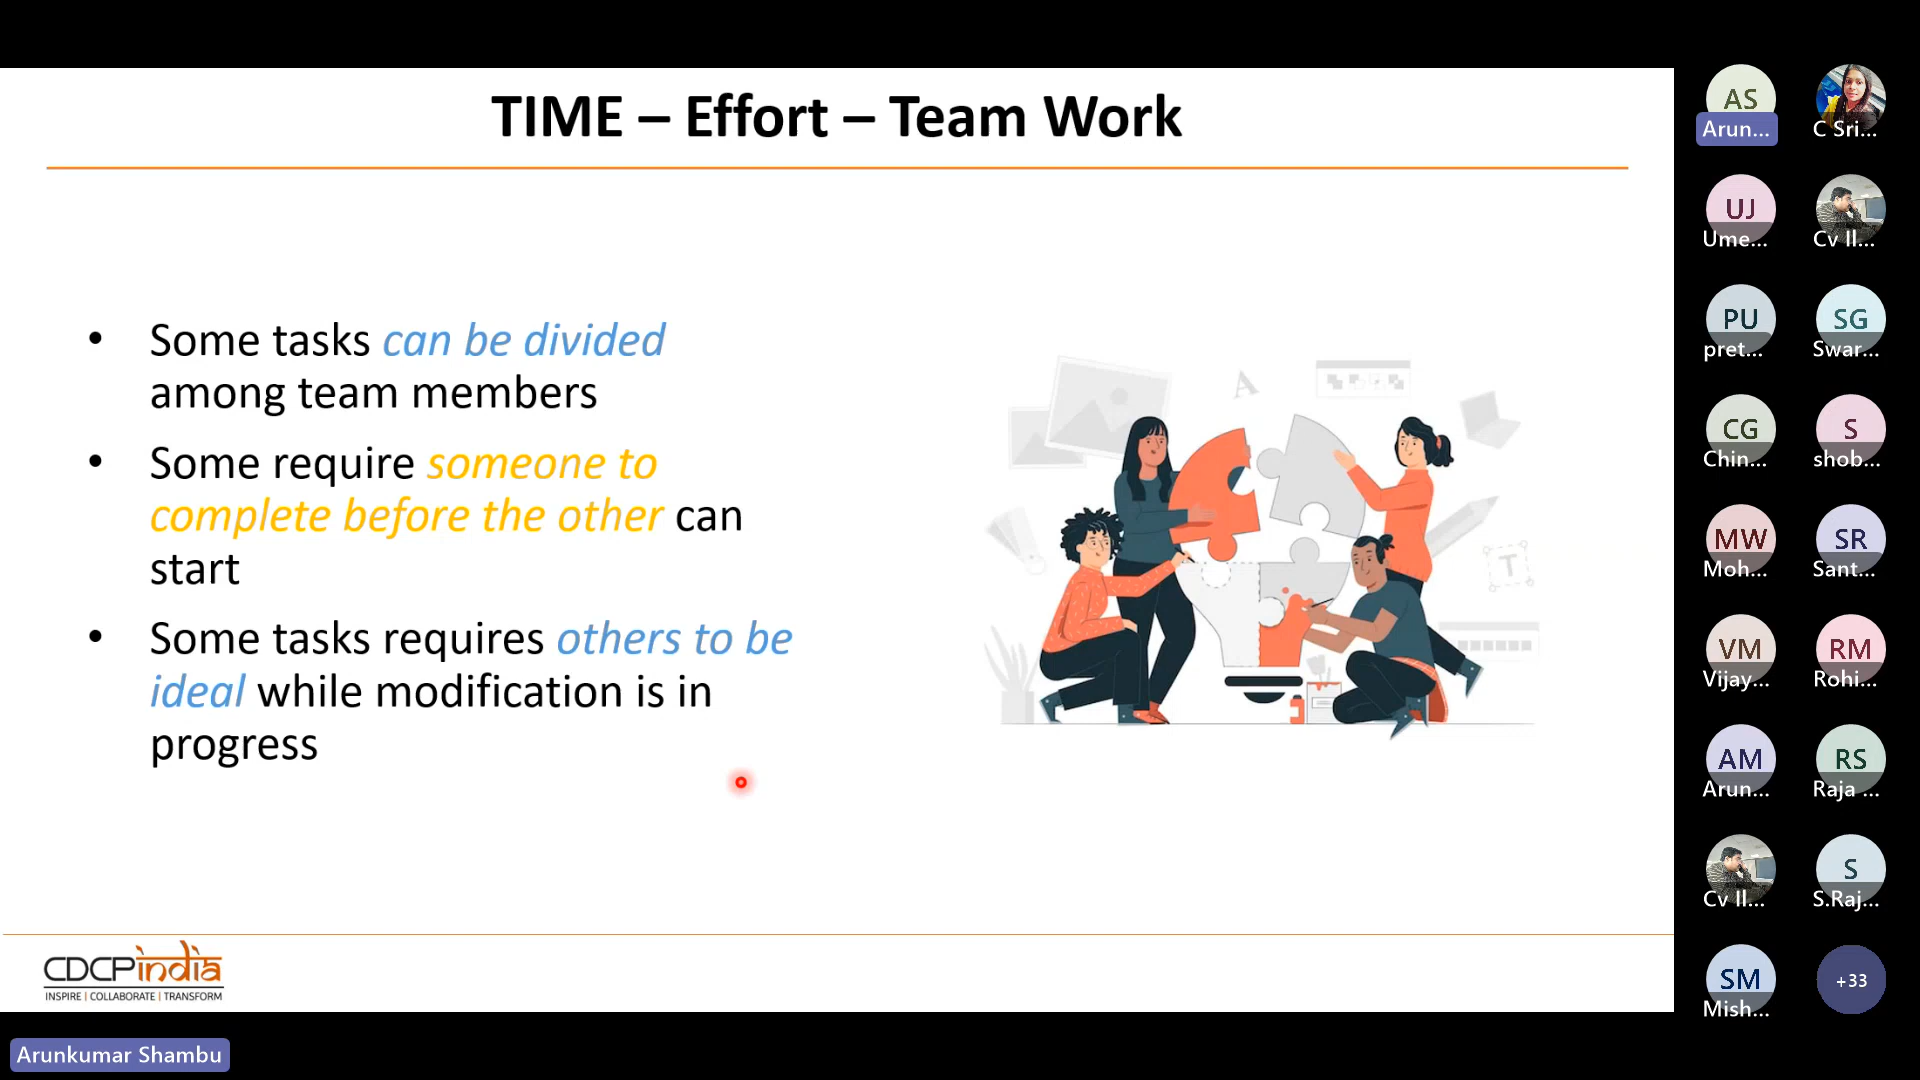 TIME – Effort – Team Work
• Some tasks can be divided
among team members
• Some require someone to
complete before the other can
start
• Some tasks requires others to be
ideal while modification is in
progress
A
T
CDCPindia
INSPIRE | COLLABORATE | TRANSFORM
Arunkumar Shambu
AS
Arun...
C Sri...
UJ
Ume...
Cv Il...
PU
pret...
SG
Swar...
CG
Chin...
S
shob...
MW
Moh...
SR
Sant...
VM
Vijay...
RM
Rohi...
AM
Arun...
RS
Raja ...
Cv Il...
S
S.Raj...
SM
Mish...
+33